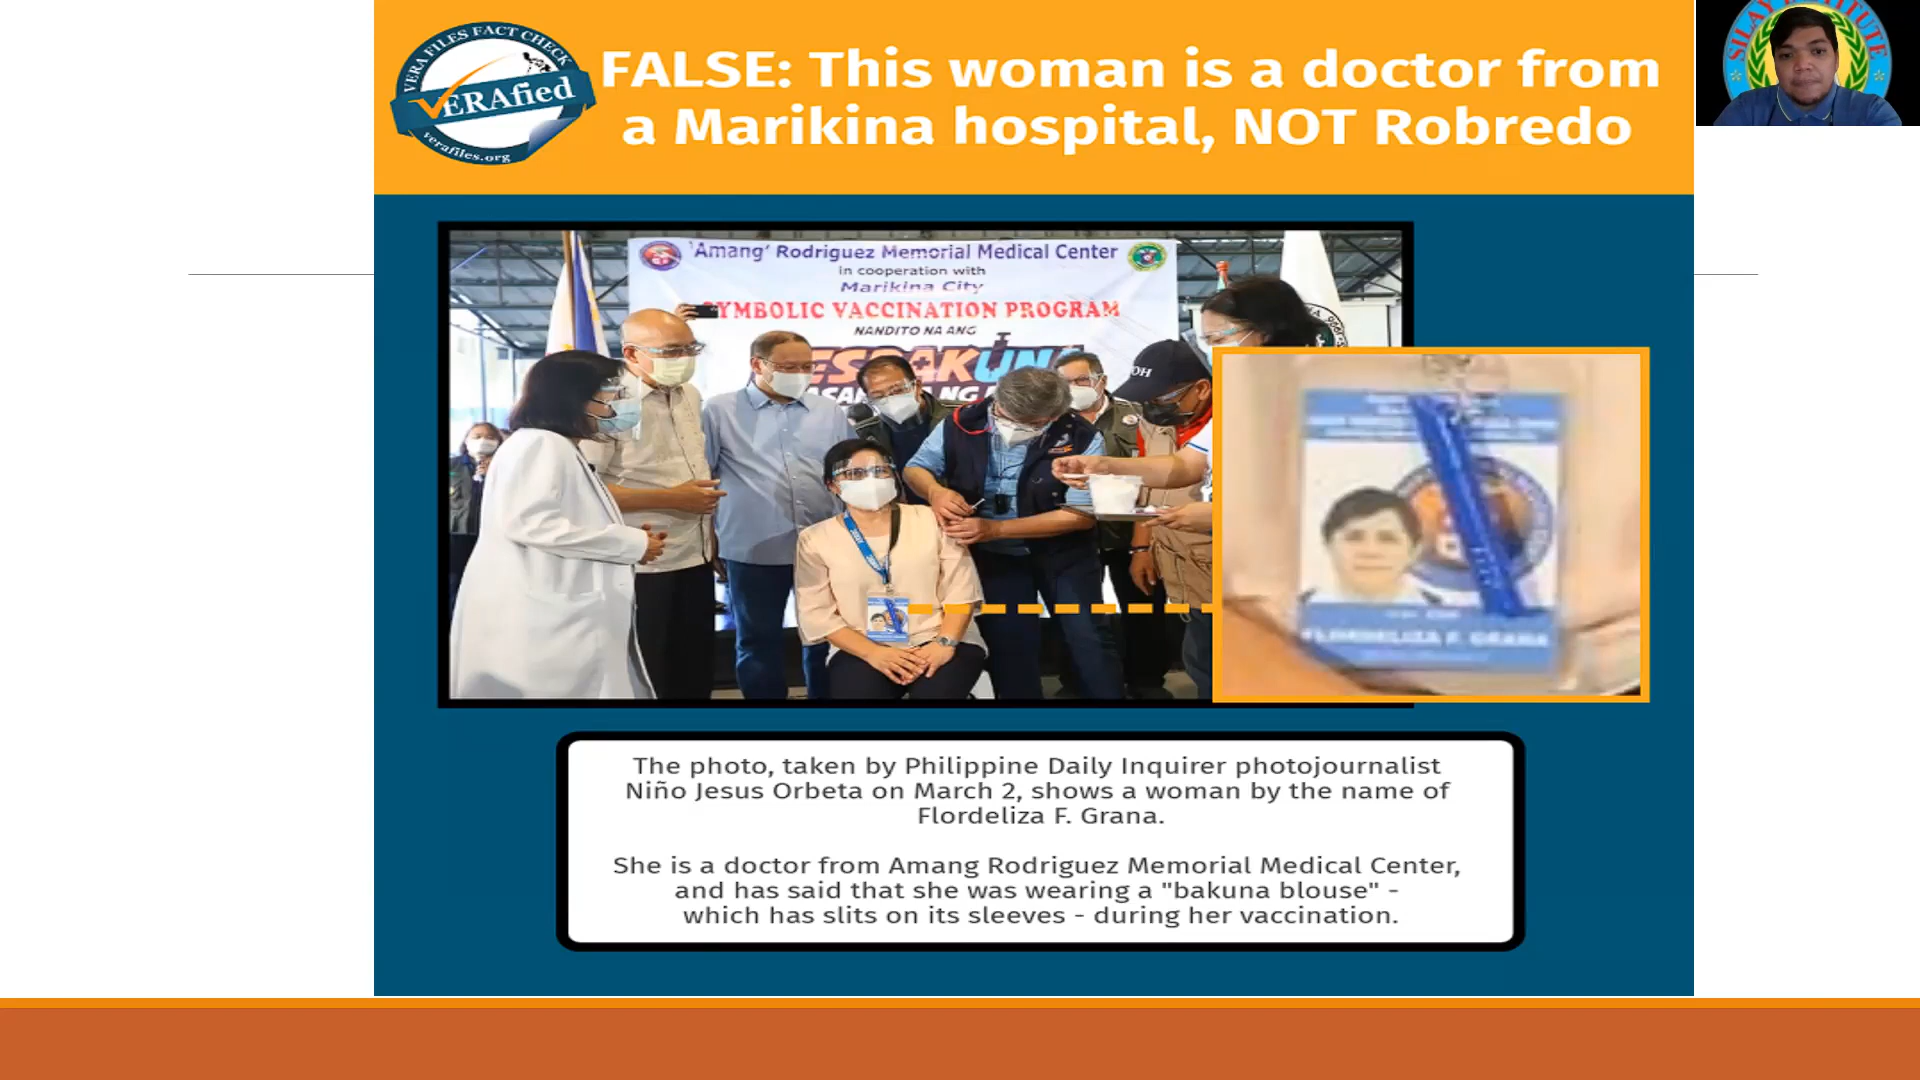 VERA FILES FACT CHECK
VERAfied
verafiles.org
FALSE: This woman is a doctor from
a Marikina hospital, NOT Robredo
SILAY INSTITUTE
'Amang' Rodriguez Memorial Medical Center
in cooperation with
Marikina City
SYMBOLIC VACCINATION PROGRAM
NANDITO NA ANG
FLORDELIZA F. GRANA
The photo, taken by Philippine Daily Inquirer photojournalist
Niño Jesus Orbeta on March 2, shows a woman by the name of
Flordeliza F. Grana.
She is a doctor from Amang Rodriguez Memorial Medical Center,
and has said that she was wearing a "bakuna blouse" -
which has slits on its sleeves - during her vaccination.